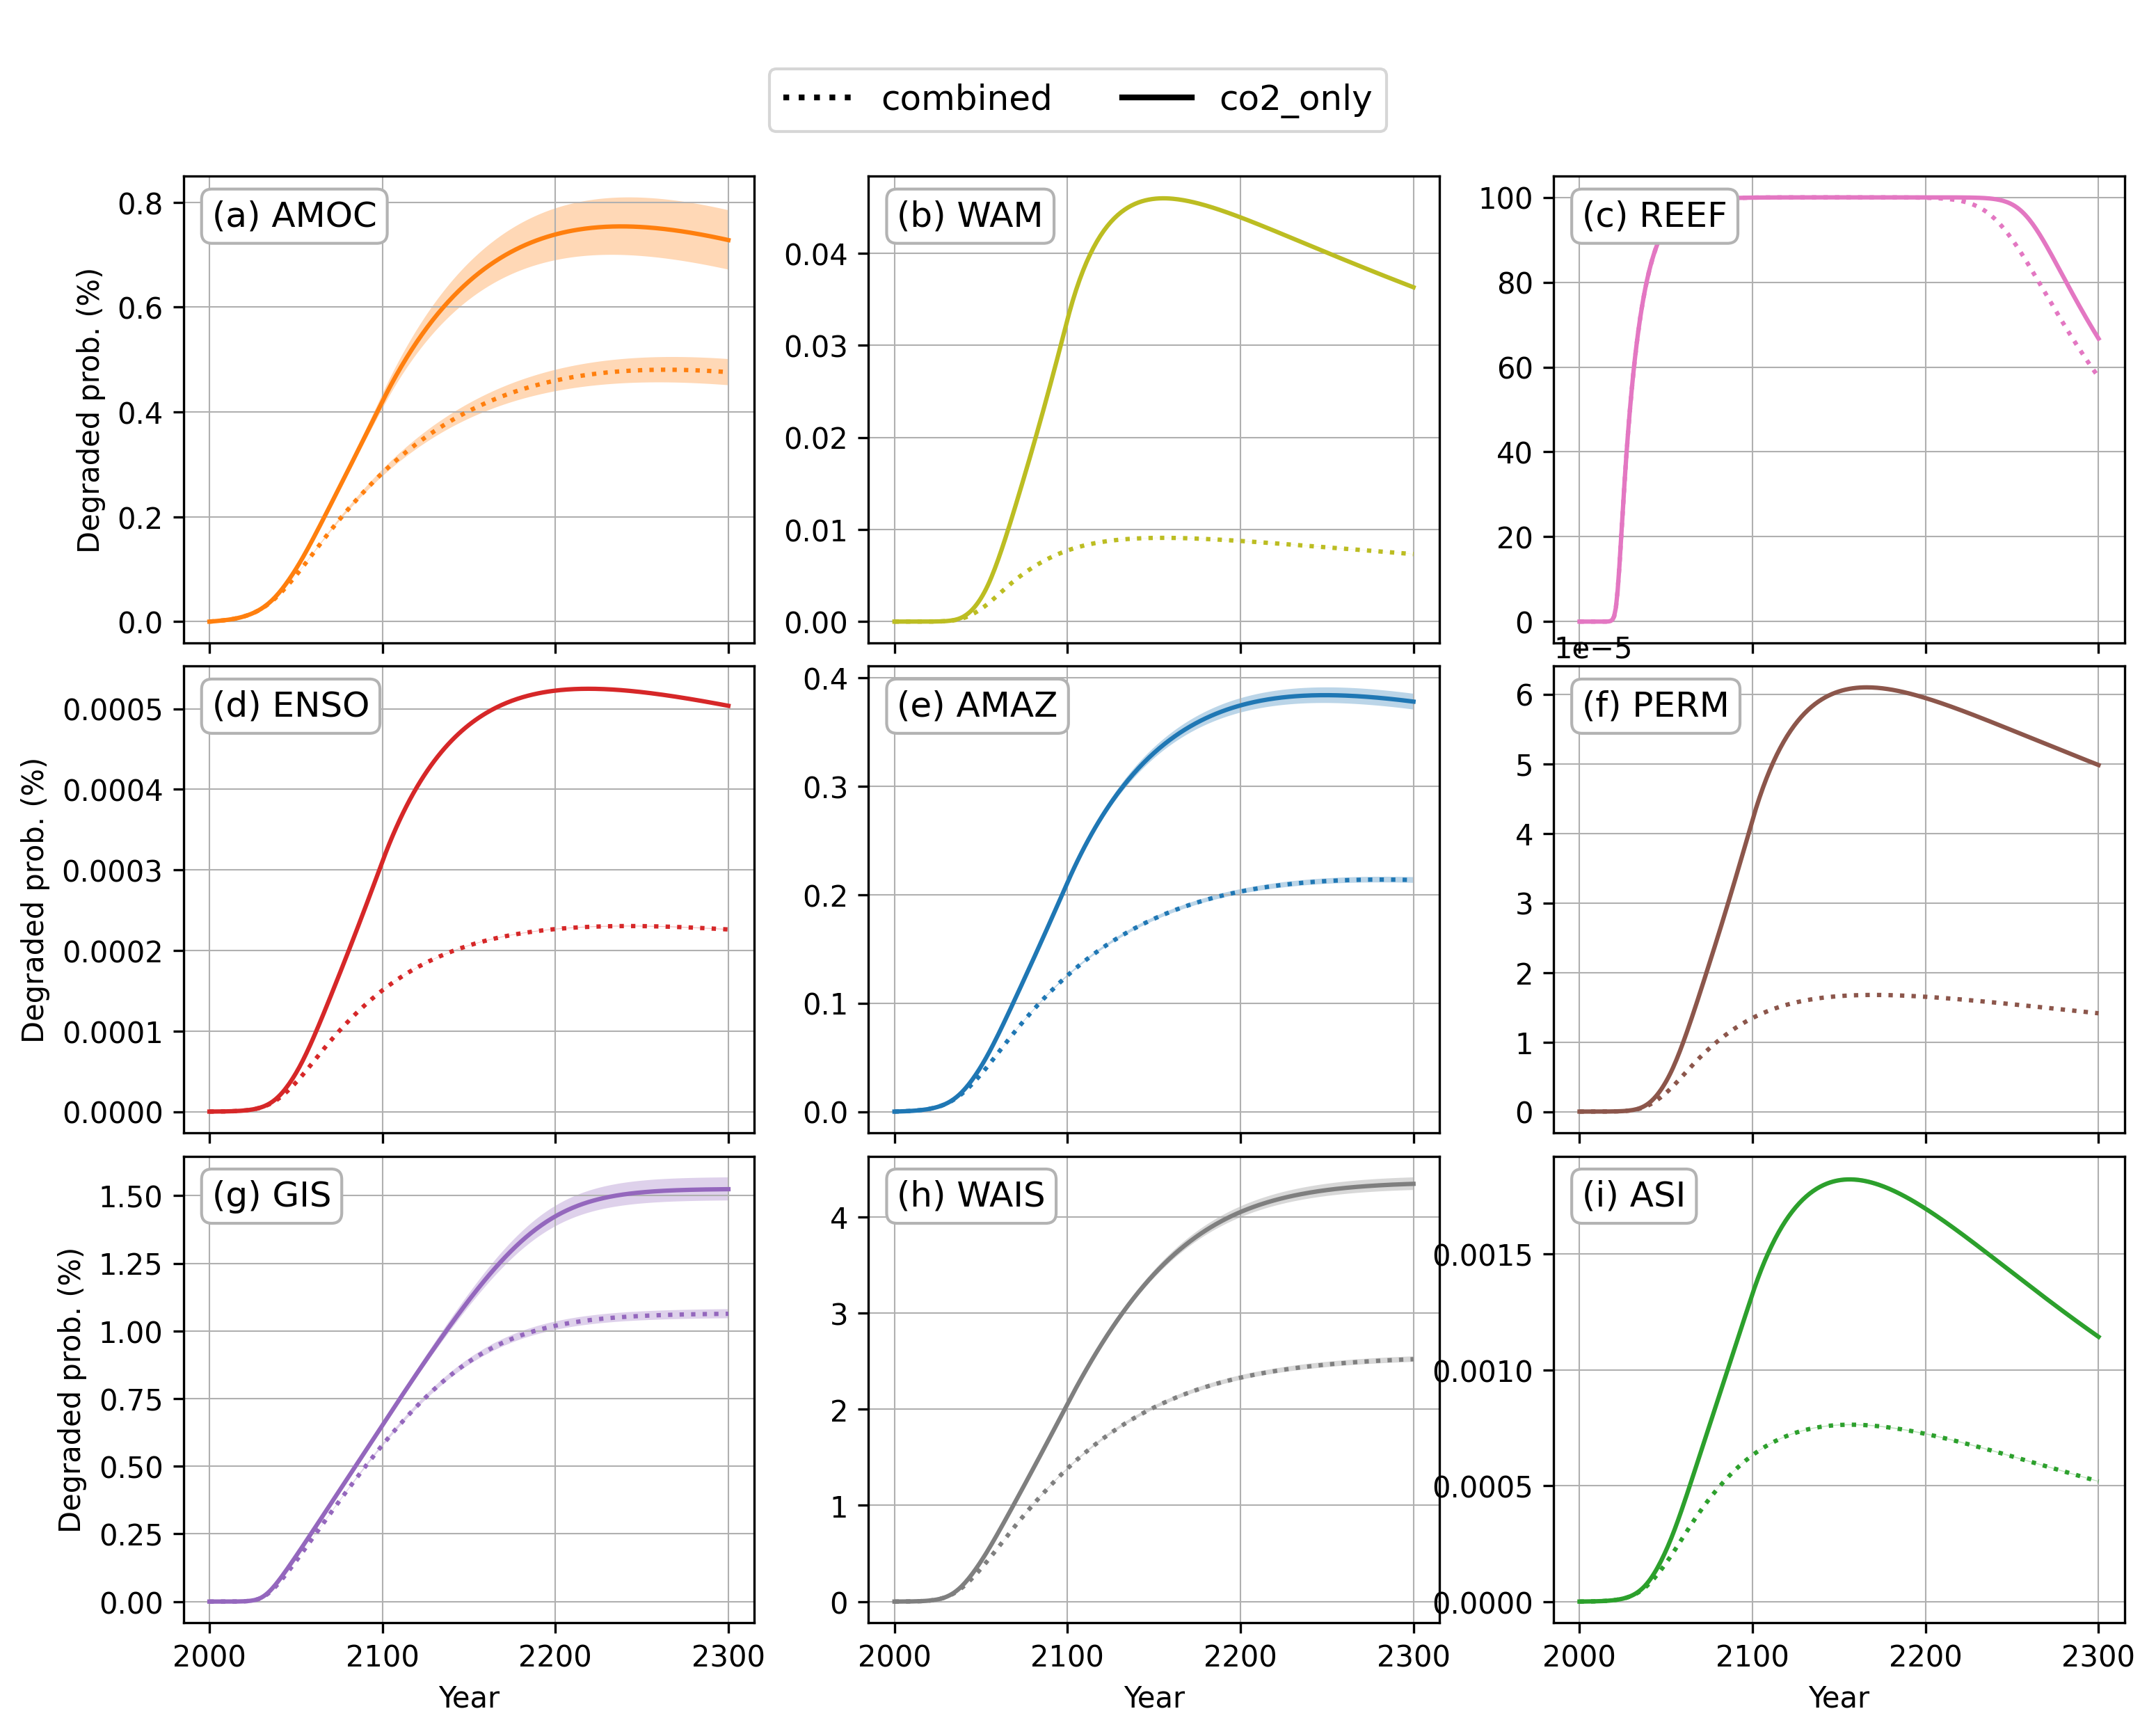 combined co2_only
(a) AMOC
Degraded prob. (%)
0.8
0.6
0.4
0.2
0.0
(b) WAM
0.04
0.03
0.02
0.01
0.00
(c) REEF
100
80
60
40
20
0
(d) ENSO
Degraded prob. (%)
0.0005
0.0004
0.0003
0.0002
0.0001
0.0000
(e) AMAZ
0.4
0.3
0.2
0.1
0.0
1e−5
(f) PERM
6
5
4
3
2
1
0
(g) GIS
Degraded prob. (%)
1.50
1.25
1.00
0.75
0.50
0.25
0.00
2000 2100 2200 2300
Year
(h) WAIS
4
3
2
1
0
2000 2100 2200 2300
Year
(i) ASI
0.0015
0.0010
0.0005
0.0000
2000 2100 2200 2300
Year